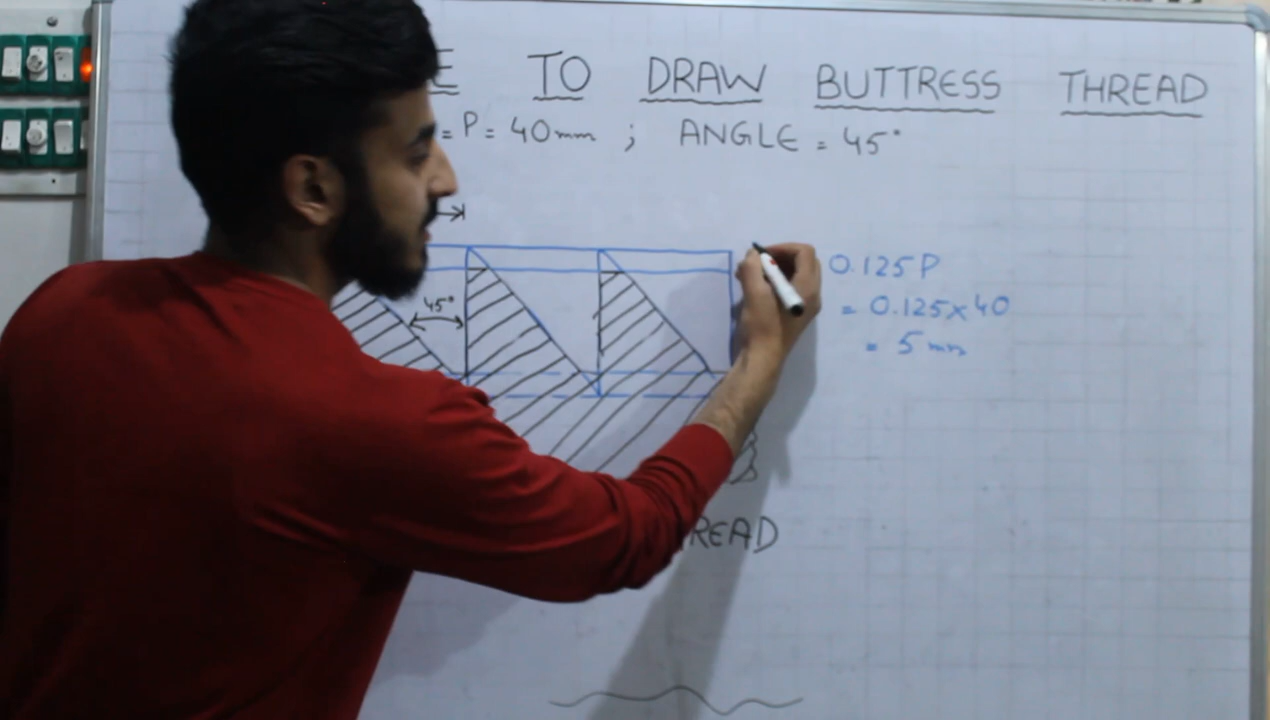 TO DRAW BUTTRESS THREAD
= P = 40mm ; ANGLE = 45°
0.125P
45°
= 0.125x40
= 5mm
READ